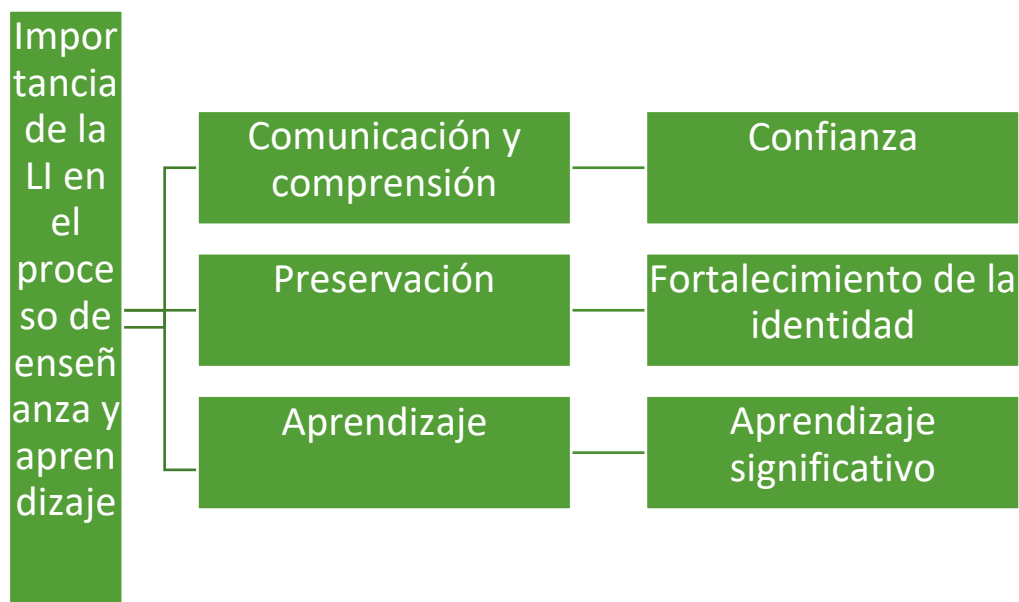 Impor
tancia
de la
LI en
el
proce
so de
enseñ
anza y
apren
dizaje
Comunicación y
comprensión
Confianza
Preservación
Fortalecimiento de la
identidad
Aprendizaje
Aprendizaje
significativo